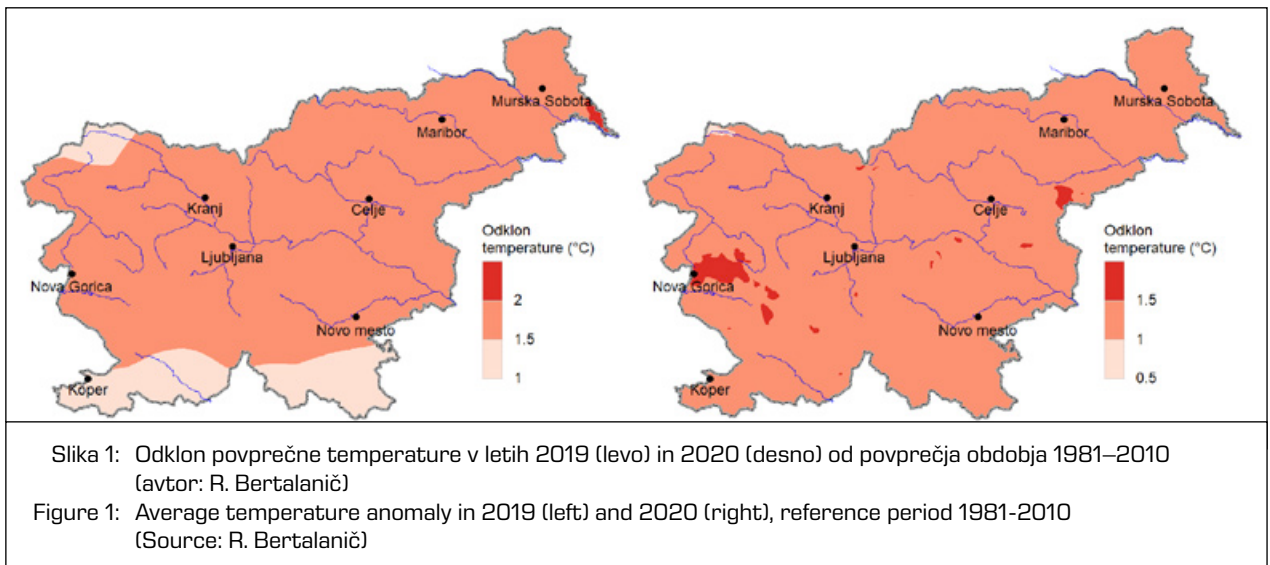 Murska Sobota
Maribor
Kranj
Celje
Ljubljana
Nova Gorica
Novo mesto
Koper
Odklon
temperature (°C)
2
1.5
1
Murska Sobota
Maribor
Kranj
Celje
Ljubljana
Nova Gorica
Novo mesto
Koper
Odklon
temperature (°C)
1.5
1
0.5
Slika 1: Odklon povprečne temperature v letih 2019 (levo) in 2020 (desno) od povprečja obdobja 1981–2010
(avtor: R. Bertalanič)
Figure 1: Average temperature anomaly in 2019 (left) and 2020 (right), reference period 1981-2010
(Source: R. Bertalanič)